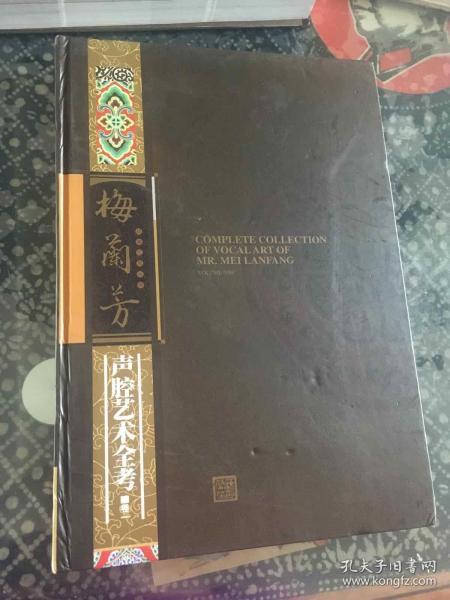 梅蘭芳
声腔艺术全考
COMPLETE COLLECTION
OF VOCAL ART OF
MR. MEI LANFANG
孔夫子旧书网
www.kongfz.com